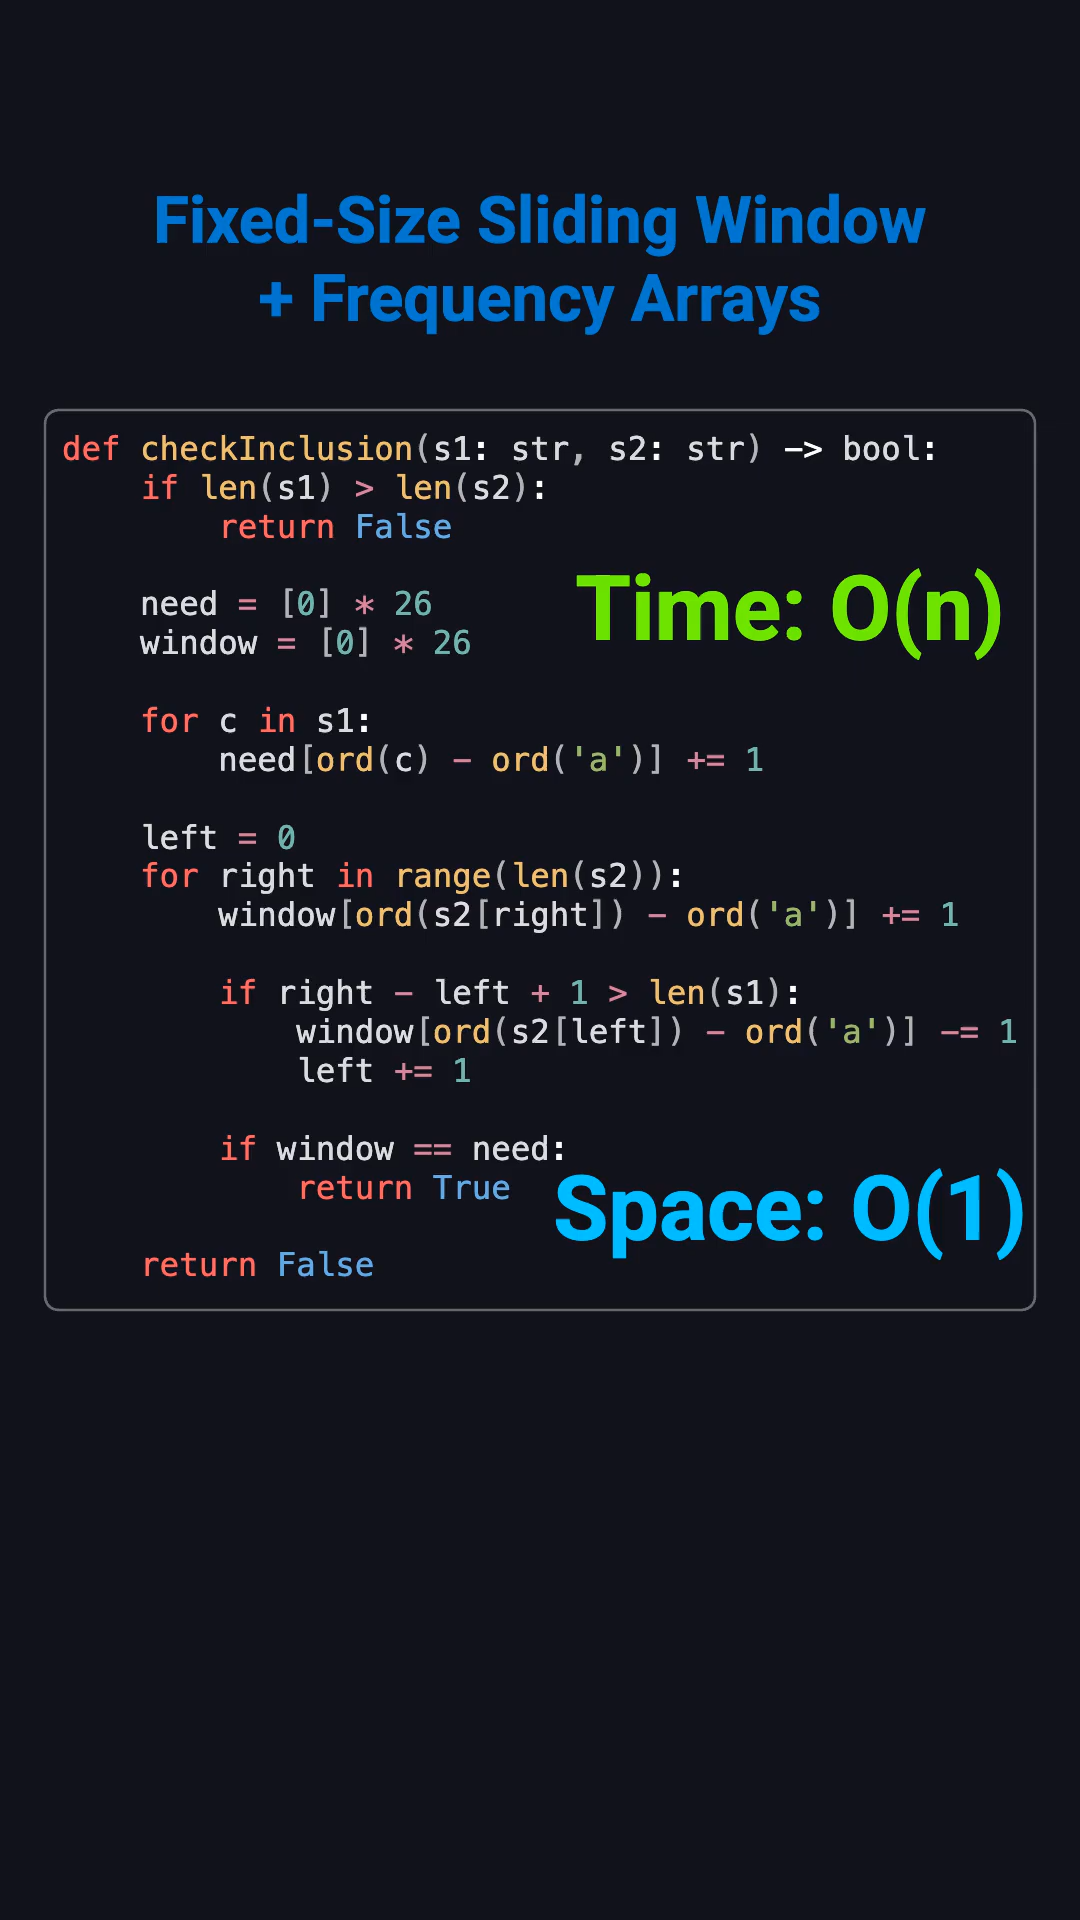 Fixed-Size Sliding Window
+ Frequency Arrays
def checkInclusion(s1: str, s2: str) -> bool:
    if len(s1) > len(s2):
        return False
    need = [0] * 26
    window = [0] * 26
Time: O(n)
    for c in s1:
        need[ord(c) - ord('a')] += 1
    left = 0
    for right in range(len(s2)):
        window[ord(s2[right]) - ord('a')] += 1
        if right - left + 1 > len(s1):
            window[ord(s2[left]) - ord('a')] -= 1
            left += 1
        if window == need:
            return True
Space: O(1)
    return False